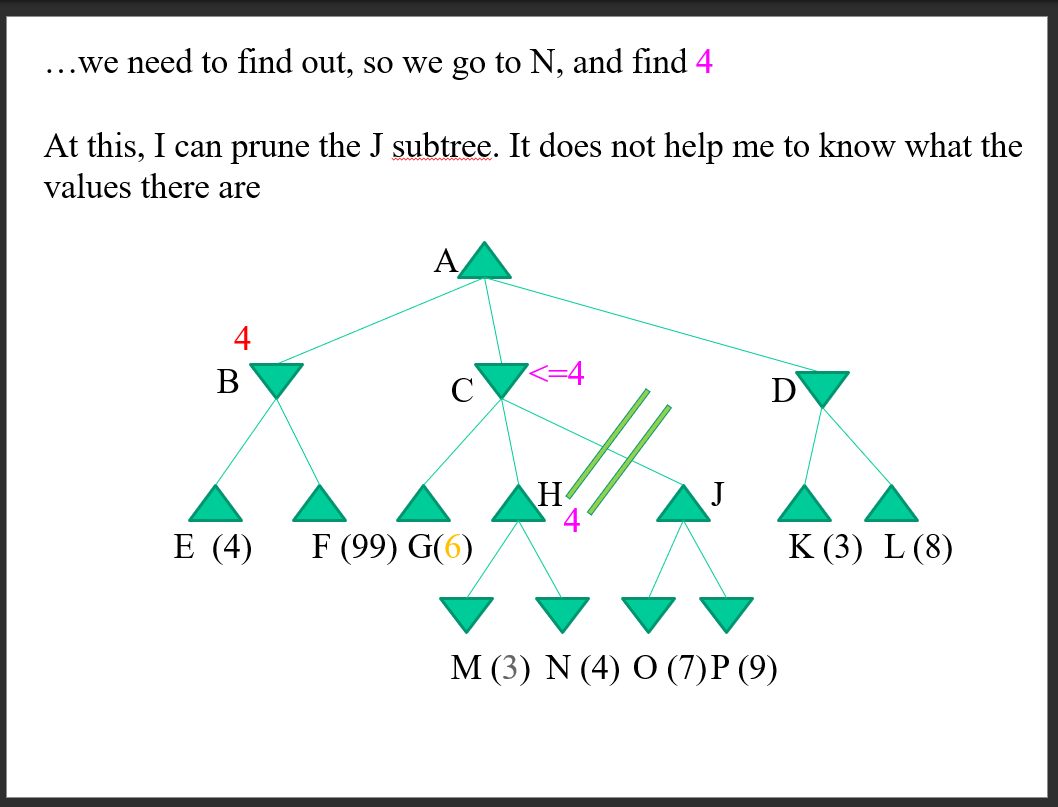 …we need to find out, so we go to N, and find 4
At this, I can prune the J subtree. It does not help me to know what the
values there are
A
4
B
C
<=4
D
H
J
4
E (4)
F (99)
G(6)
K (3)
L (8)
M (3)
N (4)
O (7)
P (9)